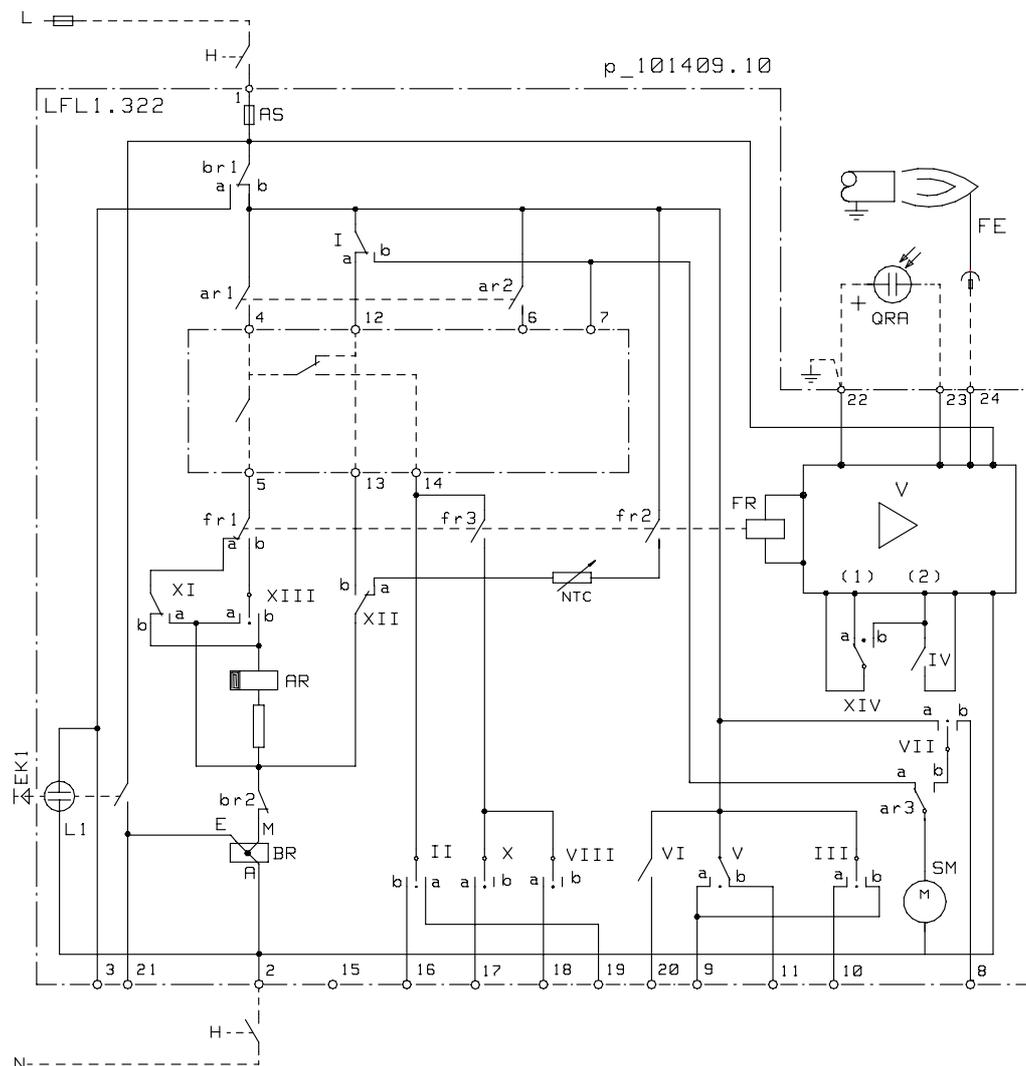 L
H
p_101409.10
LFL1.322
1
AS
br1
a b
I
a b
FE
ar1
ar2
4 12 6 7
+
QRA
22 23 24
5 13 14
FR
V
fr1
fr3
fr2
a b
(1) (2)
XI
XIII
b a
XII
NTC
a a b
b
a b
IV
XIV
AR
a b
VII
EK1
a b
br2
ar3
L1
E M
BR
A
II X VIII
VI V III
SM
M
b a a b a b
a b a b
3 21 2 15 16 17 18 19 20 9 11 10 8
H
N